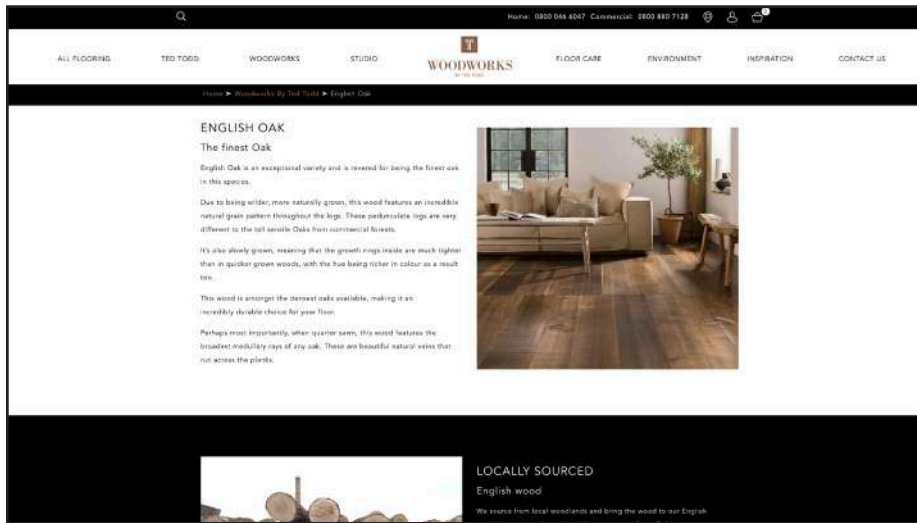 Home: 0800 046 6047 Commercial: 0800 880 7128
0
ALL FLOORING
TED TODD
WOODWORKS
STUDIO
T
WOODWORKS
BY TED TODD
FLOOR CARE
ENVIRONMENT
INSPIRATION
CONTACT US
Home ➤ Woodworks By Ted Todd ➤ English Oak
ENGLISH OAK
The finest Oak
English Oak is an exceptional variety and is revered for being the finest oak
in this species.
Due to being wilder, more naturally grown, this wood features an incredible
natural grain pattern throughout the logs. These pedunculate logs are very
different to the tall sessile Oaks from commercial forests.
It's also slowly grown, meaning that the growth rings inside are much tighter
than in quicker grown woods, with the hue being richer in colour as a result
too.
This wood is amongst the densest oaks available, making it an
incredibly durable choice for your floor.
Perhaps most importantly, when quarter sawn, this wood features the
broadest medullary rays of any oak. These are beautiful natural veins that
run across the planks.
LOCALLY SOURCED
English wood
We source from local woodlands and bring the wood to our English